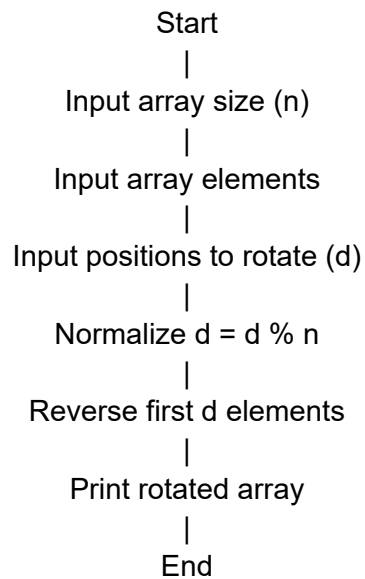 Start
|
Input array size (n)
|
Input array elements
|
Input positions to rotate (d)
|
Normalize d = d % n
|
Reverse first d elements
|
Print rotated array
|
End